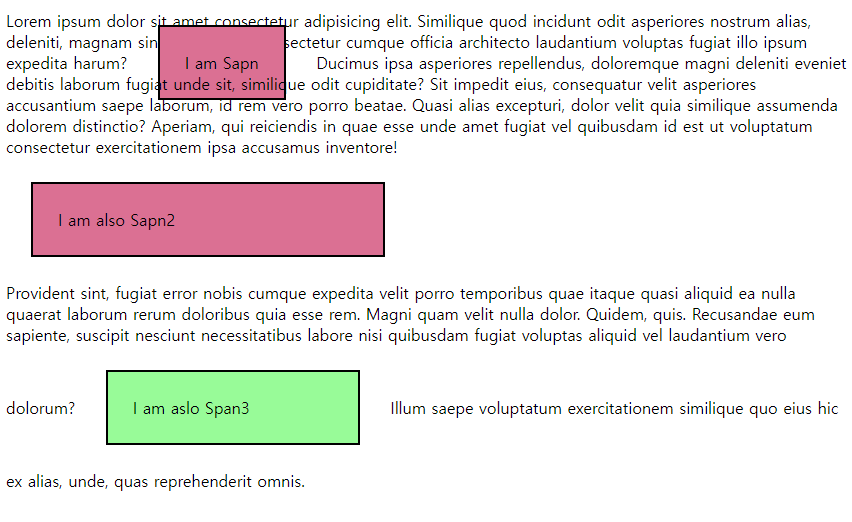 Lorem ipsum dolor sit amet consectetur adipisicing elit. Similique quod incidunt odit asperiores nostrum alias,
deleniti, magnam sin sectetur cumque officia architecto laudantium voluptas fugiat illo ipsum
expedita harum? I am Sapn Ducimus ipsa asperiores repellendus, doloremque magni deleniti eveniet
debitis laborum fugiat unde sit, similique odit cupiditate? Sit impedit eius, consequatur velit asperiores
accusantium saepe laborum, id rem vero porro beatae. Quasi alias excepturi, dolor velit quia similique assumenda
dolorem distinctio? Aperiam, qui reiciendis in quae esse unde amet fugiat vel quibusdam id est ut voluptatum
consectetur exercitationem ipsa accusamus inventore!
I am also Sapn2
Provident sint, fugiat error nobis cumque expedita velit porro temporibus quae itaque quasi aliquid ea nulla
quaerat laborum rerum doloribus quia esse rem. Magni quam velit nulla dolor. Quidem, quis. Recusandae eum
sapiente, suscipit nesciunt necessitatibus labore nisi quibusdam fugiat voluptas aliquid vel laudantium vero
dolorum? I am aslo Span3 Illum saepe voluptatum exercitationem similique quo eius hic
ex alias, unde, quas reprehenderit omnis.